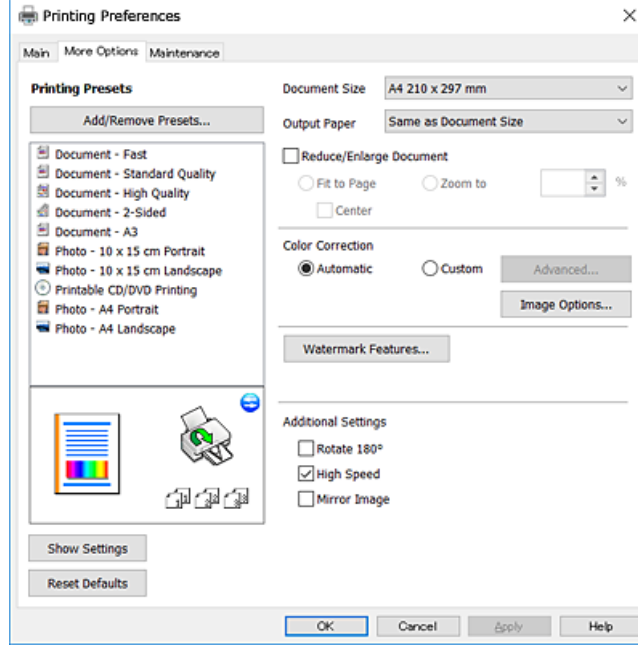 Printing Preferences
Main More Options Maintenance
Printing Presets
Add/Remove Presets...
Document - Fast
Document - Standard Quality
Document - High Quality
Document - 2-Sided
Document - A3
Photo - 10 x 15 cm Portrait
Photo - 10 x 15 cm Landscape
Printable CD/DVD Printing
Photo - A4 Portrait
Photo - A4 Landscape
Show Settings
Reset Defaults
Document Size A4 210 x 297 mm
Output Paper Same as Document Size
Reduce/Enlarge Document
Fit to Page Zoom to %
Center
Color Correction
Automatic Custom Advanced...
Image Options...
Watermark Features...
Additional Settings
Rotate 180°
High Speed
Mirror Image
OK Cancel Apply Help